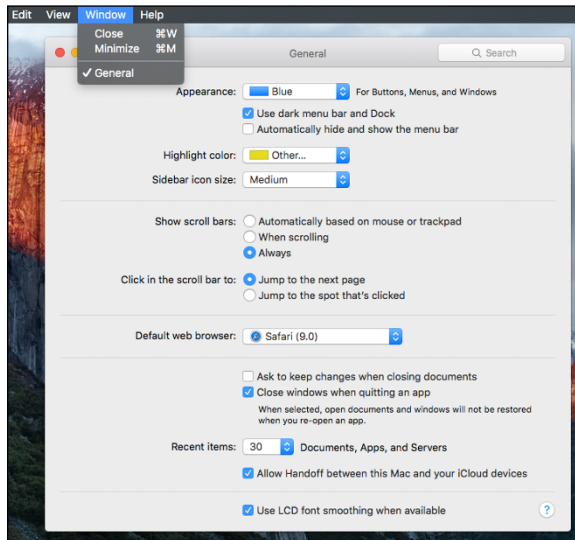 Edit View Window Help
Close ⌘W
Minimize ⌘M
✓ General
General
Search
Appearance: Blue For Buttons, Menus, and Windows
Use dark menu bar and Dock
Automatically hide and show the menu bar
Highlight color: Other...
Sidebar icon size: Medium
Show scroll bars: Automatically based on mouse or trackpad
When scrolling
Always
Click in the scroll bar to: Jump to the next page
Jump to the spot that's clicked
Default web browser: Safari (9.0)
Ask to keep changes when closing documents
Close windows when quitting an app
When selected, open documents and windows will not be restored
when you re-open an app.
Recent items: 30 Documents, Apps, and Servers
Allow Handoff between this Mac and your iCloud devices
Use LCD font smoothing when available ?